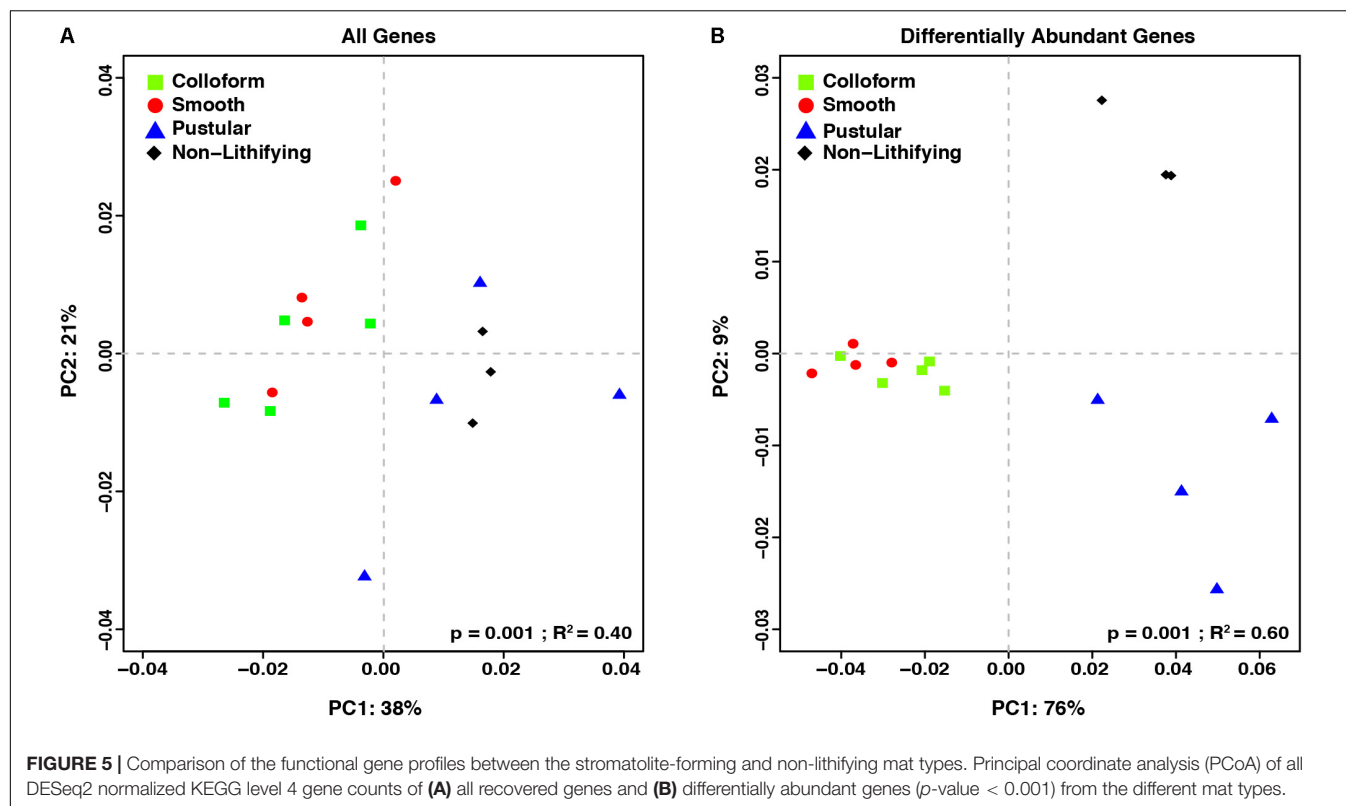 A
All Genes
Colloform
Smooth
Pustular
Non−Lithifying
0.04
0.02
0.00
−0.02
−0.04
PC2: 21%
p = 0.001 ; R² = 0.40
−0.04 −0.02 0.00 0.02 0.04
PC1: 38%
B
Differentially Abundant Genes
Colloform
Smooth
Pustular
Non−Lithifying
0.03
0.02
0.01
0.00
−0.01
−0.02
−0.03
PC2: 9%
p = 0.001 ; R² = 0.60
−0.04 −0.02 0.00 0.02 0.04 0.06
PC1: 76%
FIGURE 5 | Comparison of the functional gene profiles between the stromatolite-forming and non-lithifying mat types. Principal coordinate analysis (PCoA) of all
DESeq2 normalized KEGG level 4 gene counts of (A) all recovered genes and (B) differentially abundant genes (p-value < 0.001) from the different mat types.